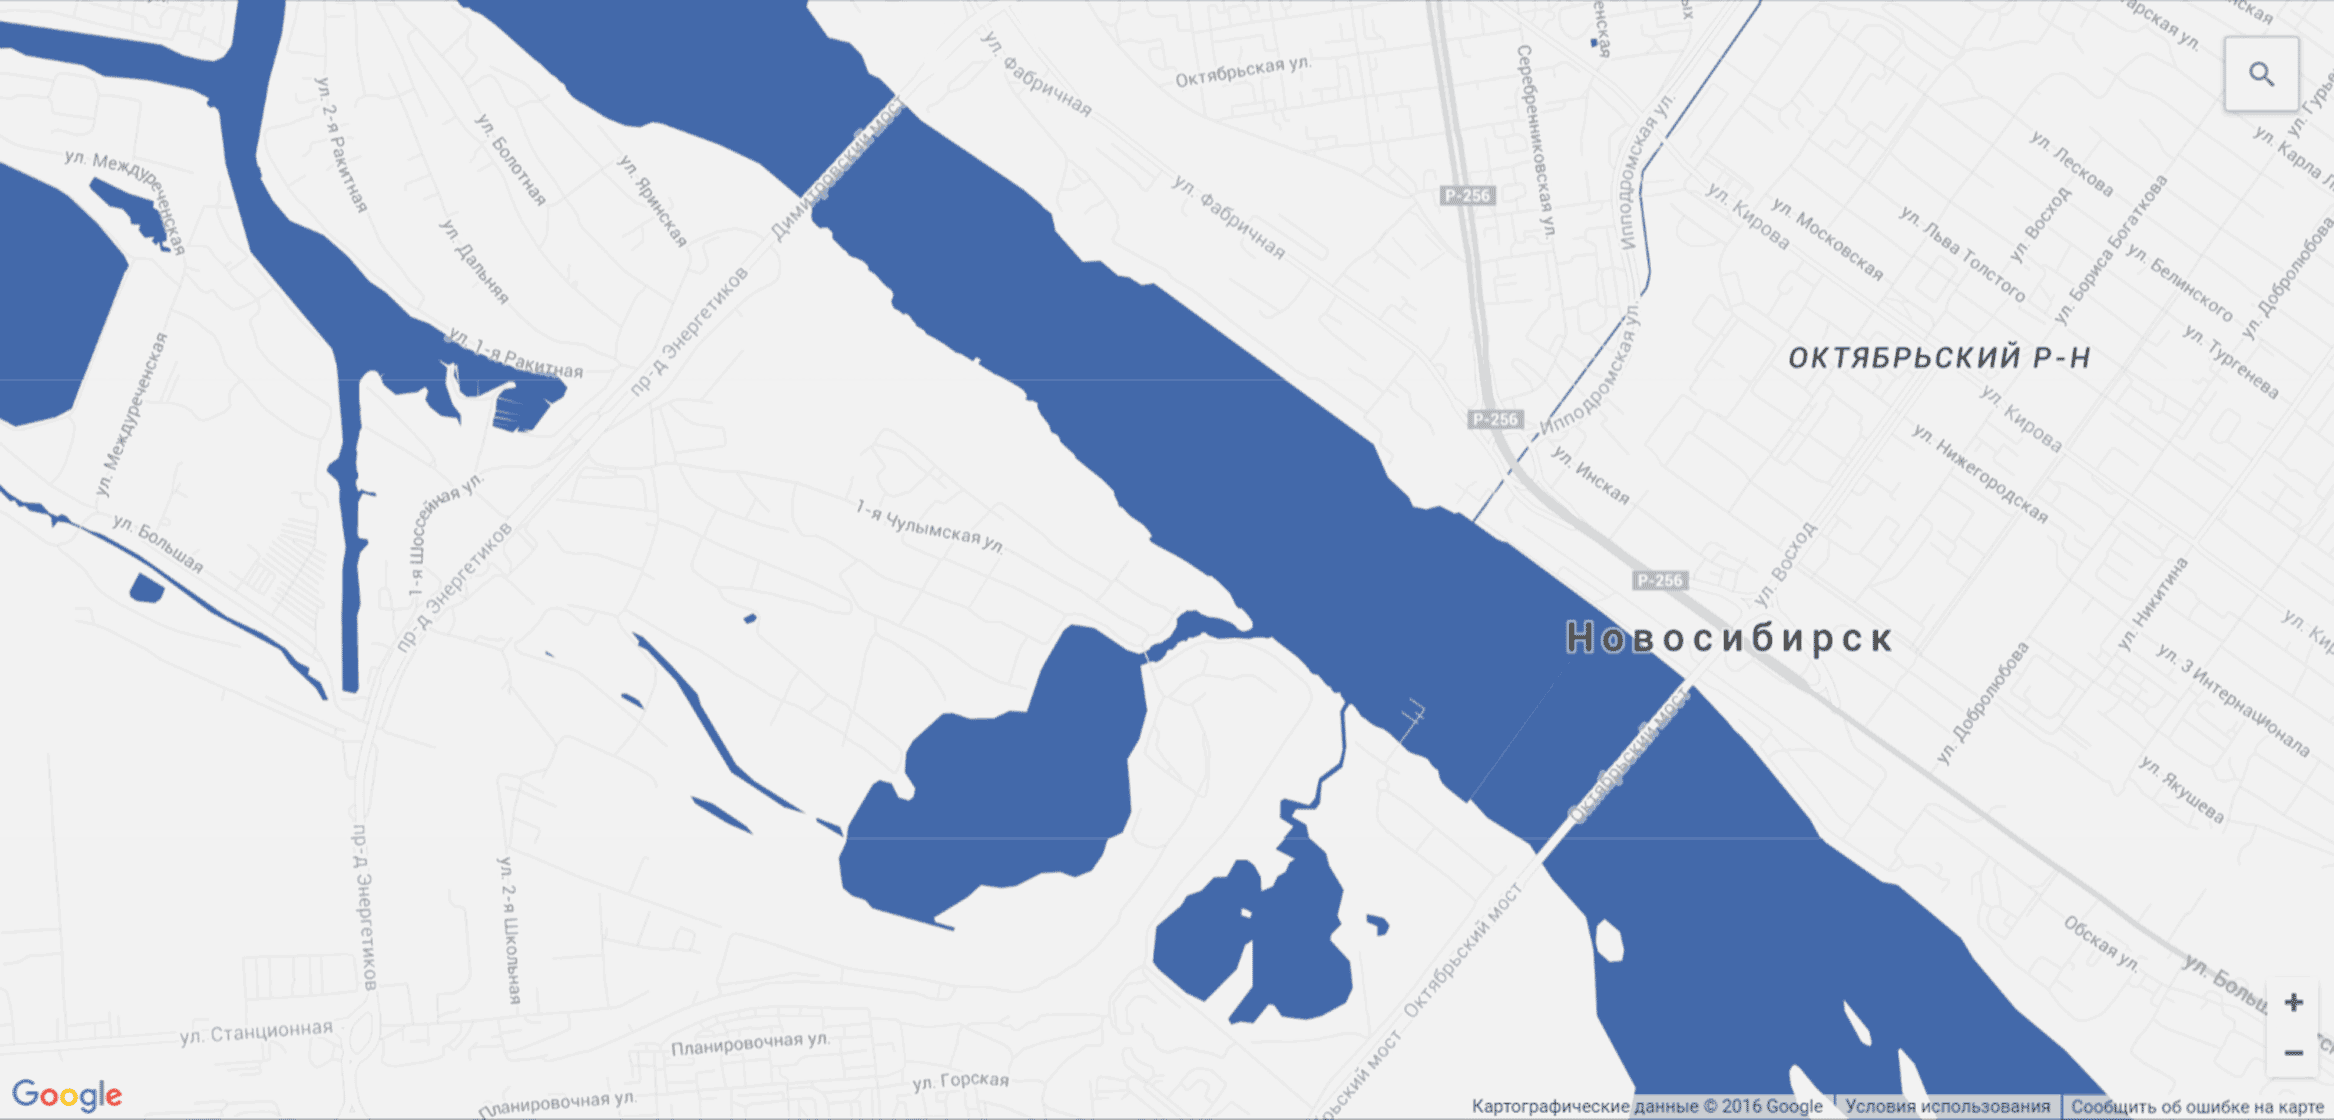 Октябрьская ул.
ул. Фабричная
Серебренниковская ул.
ул. 2-я Ракитная
ул. Болотная
ул. Яринская
Димитровский мост
ул. Междуреченская
ул. Дальняя
ул. Фабричная
Р-256
Ипподромская ул.
ул. Кирова
ул. Московская
ул. Льва Толстого
ул. Лескова
ул. Восход
ул. Бориса Богаткова
ул. Белинского
ул. Добролюбова
ул. Тургенева
пр-д Энергетиков
ул. 1-я Ракитная
ул. Междуреченская
ОКТЯБРЬСКИЙ Р-Н
Р-256
Ипподромская ул.
ул. Кирова
ул. Инская
ул. Нижегородская
1-я Шоссейная ул.
1-я Чулымская ул.
ул. Большая
пр-д Энергетиков
Р-256
ул. Восход
ул. Никитина
Новосибирск
ул. Добролюбова
ул. 3 Интернационала
ул. Якушева
Октябрьский мост
пр-д Энергетиков
ул. 2-я Школьная
Октябрьский мост
Обская ул.
ул. Станционная
Планировочная ул.
ул. Горская
Планировочная ул.
Google
Картографические данные © 2016 Google
Условия использования
Сообщить об ошибке на карте